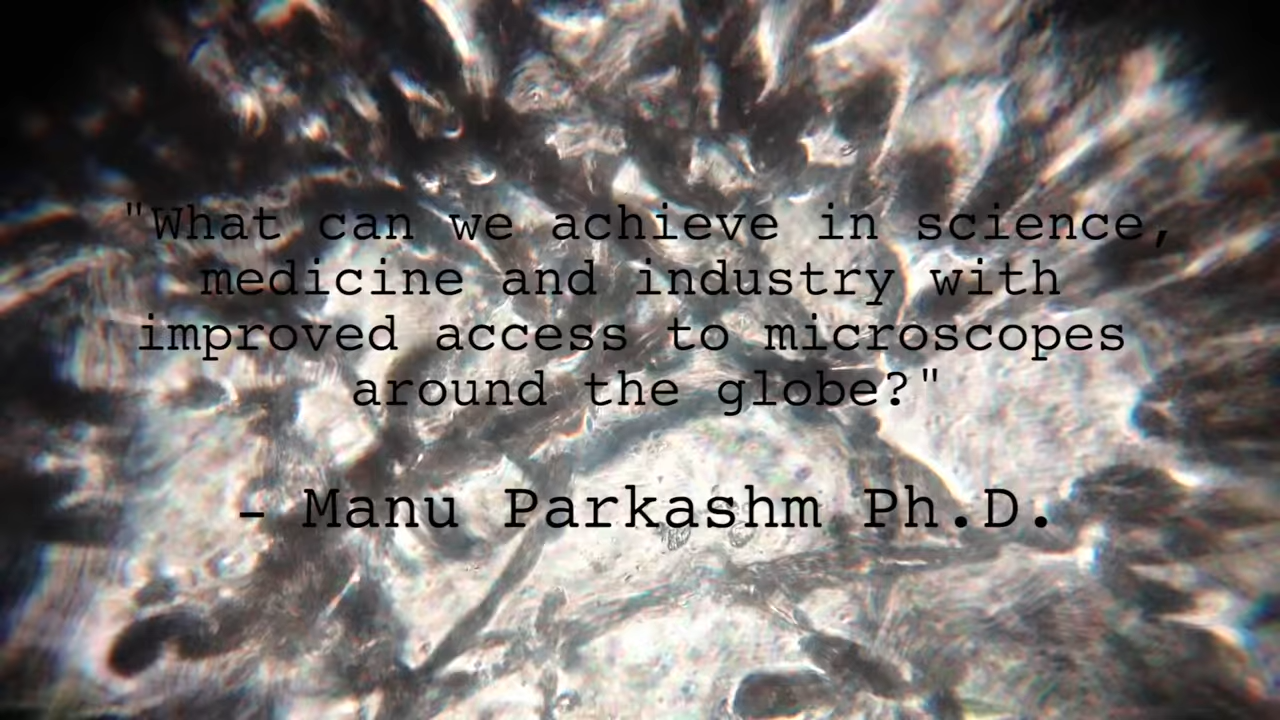 "What can we achieve in science,
medicine and industry with
improved access to microscopes
around the globe?"
- Manu Parkashm Ph.D.